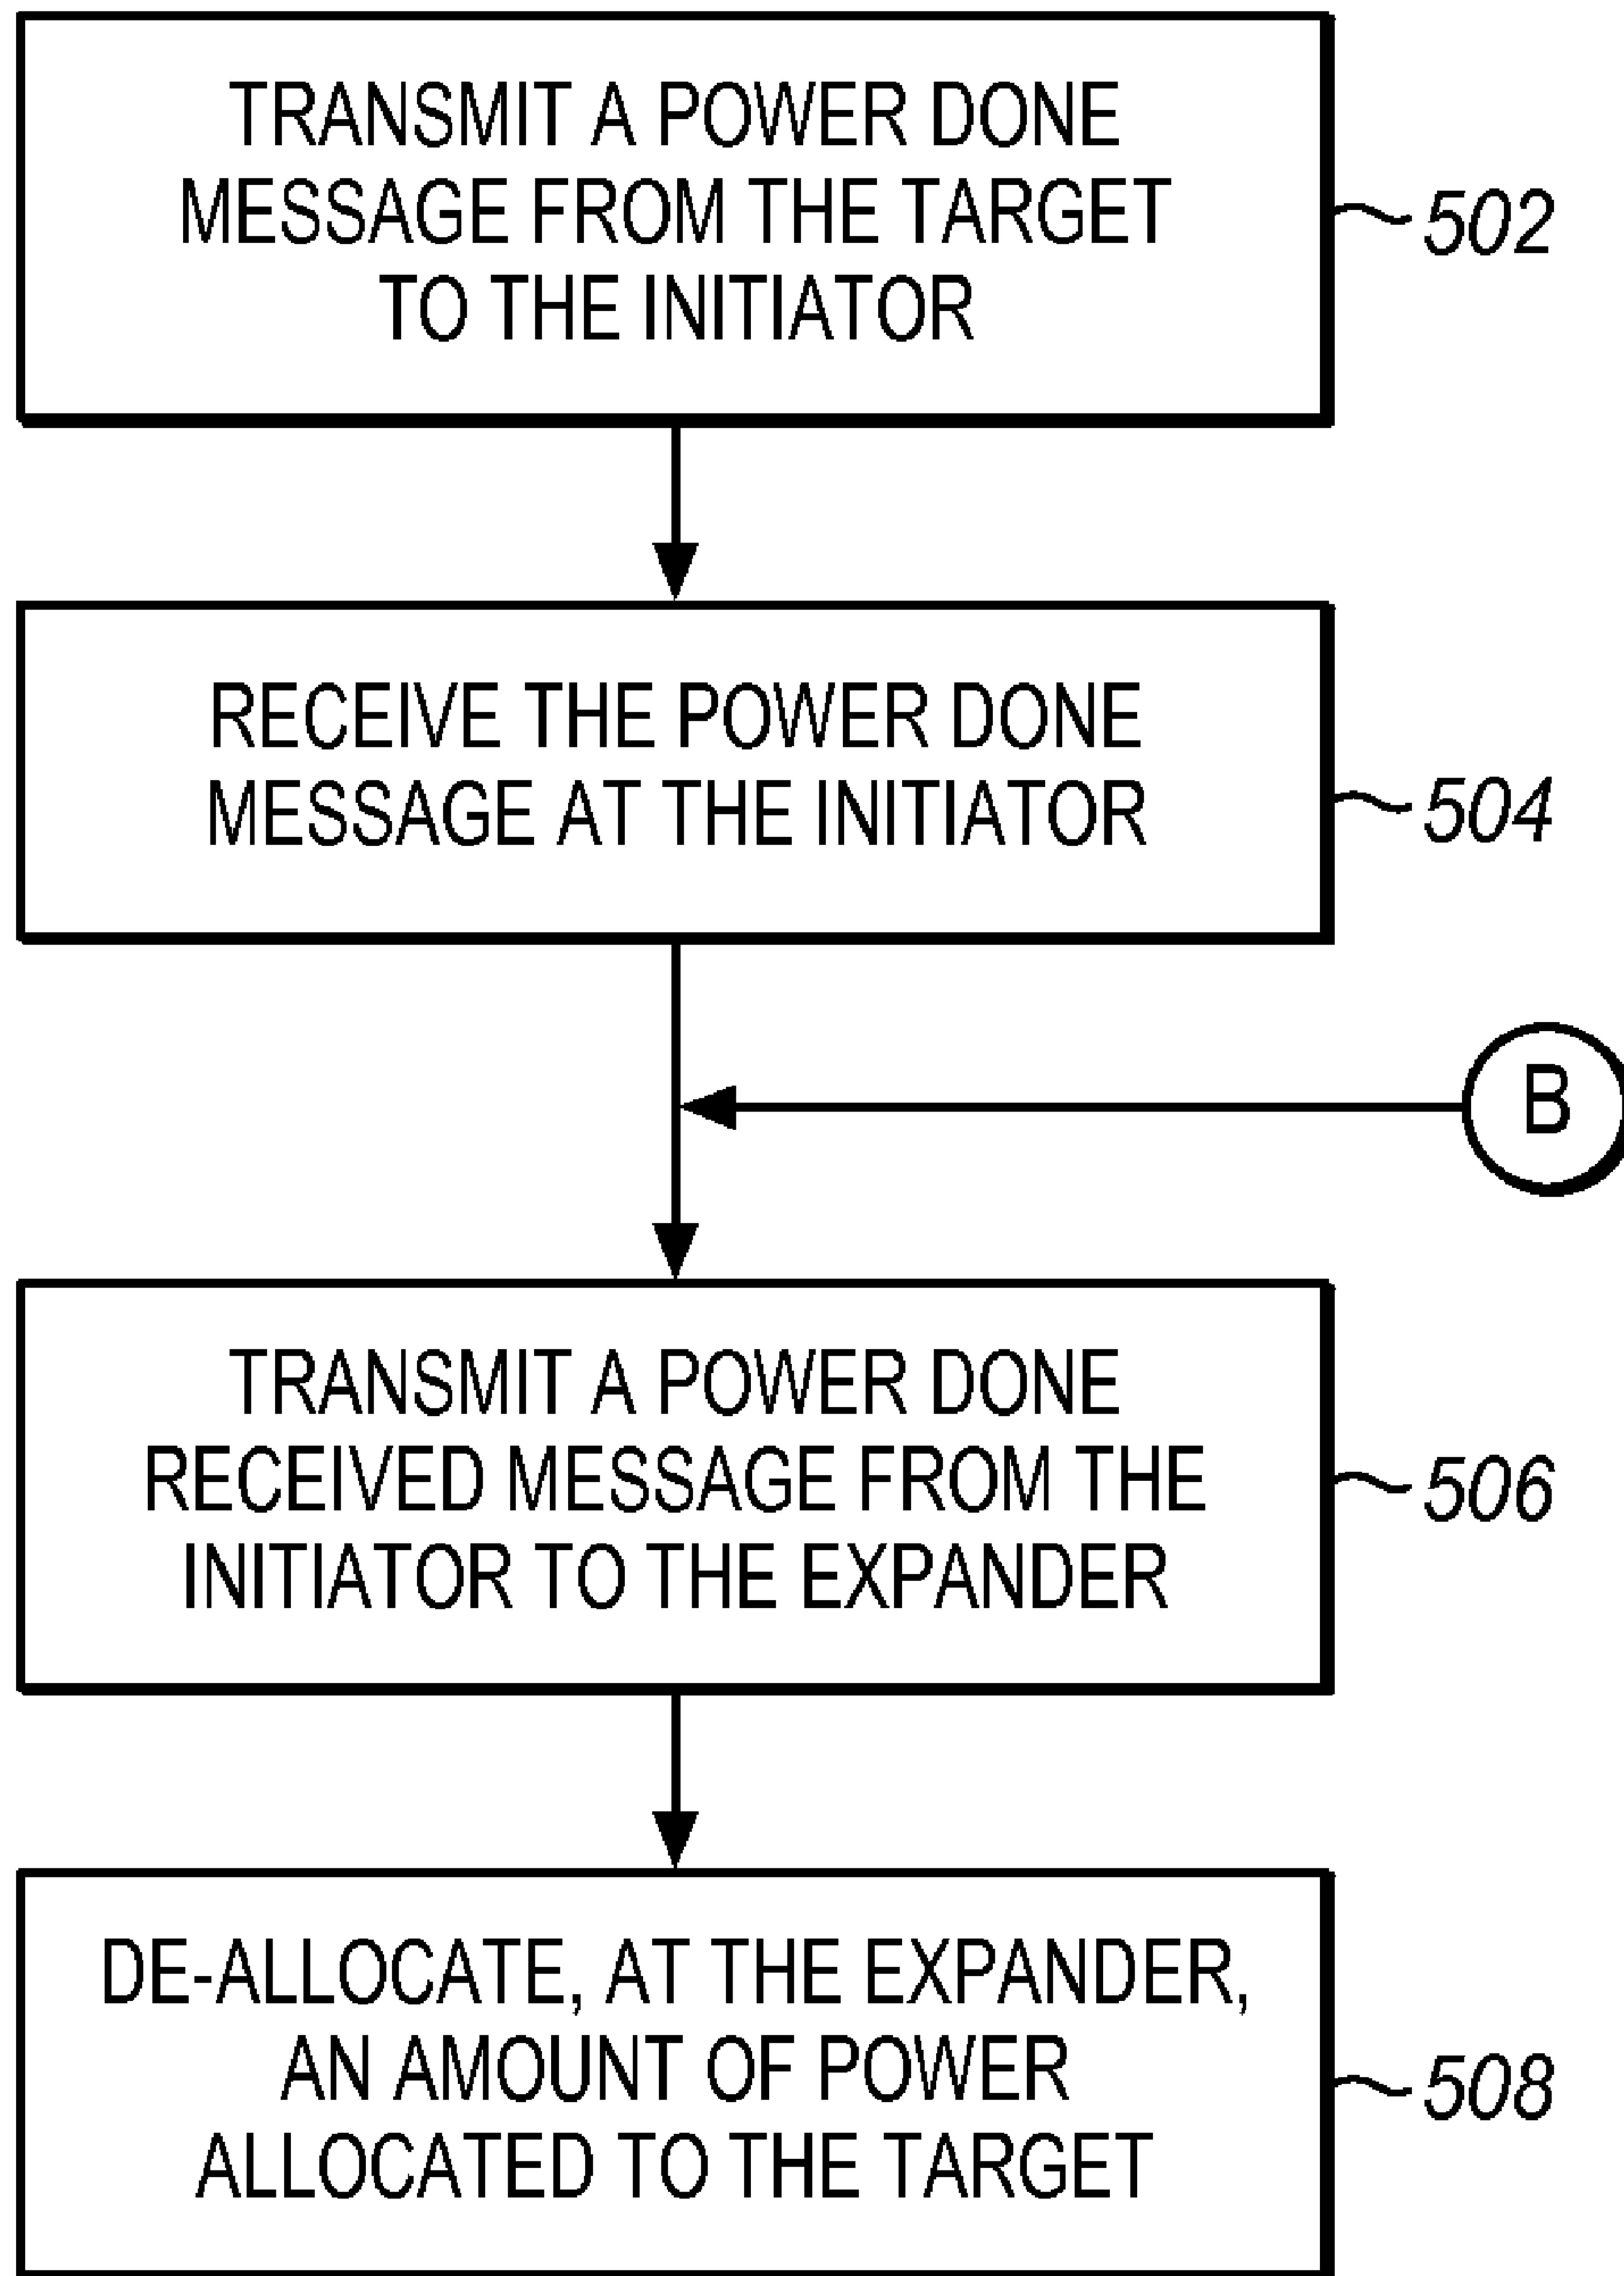 TRANSMIT A POWER DONE
MESSAGE FROM THE TARGET
TO THE INITIATOR
502
RECEIVE THE POWER DONE
MESSAGE AT THE INITIATOR
504
B
TRANSMIT A POWER DONE
RECEIVED MESSAGE FROM THE
INITIATOR TO THE EXPANDER
506
DE-ALLOCATE, AT THE EXPANDER,
AN AMOUNT OF POWER
ALLOCATED TO THE TARGET
508